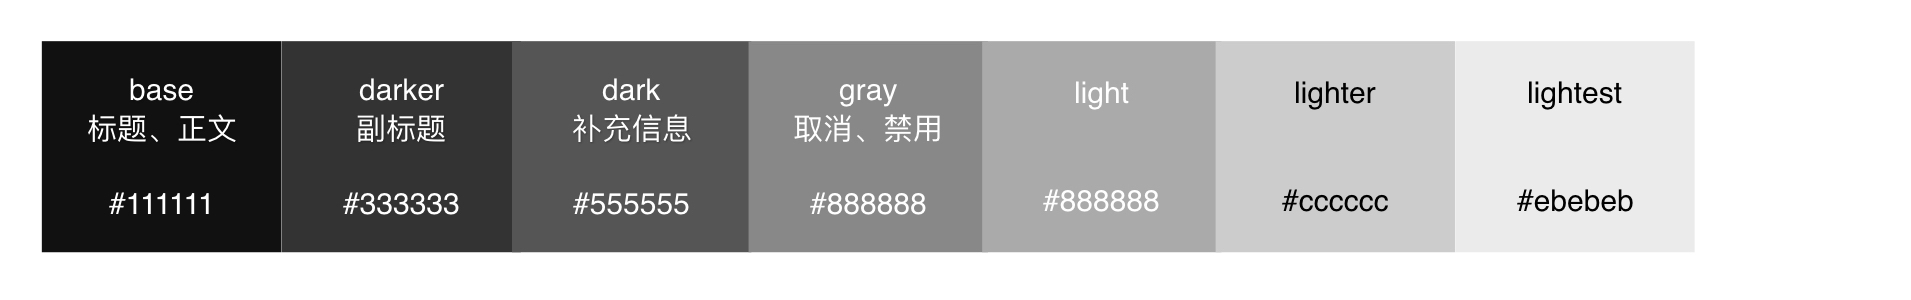 base
标题、正文
#111111
darker
副标题
#333333
dark
补充信息
#555555
gray
取消、禁用
#888888
light
#888888
lighter
#cccccc
lightest
#ebebeb